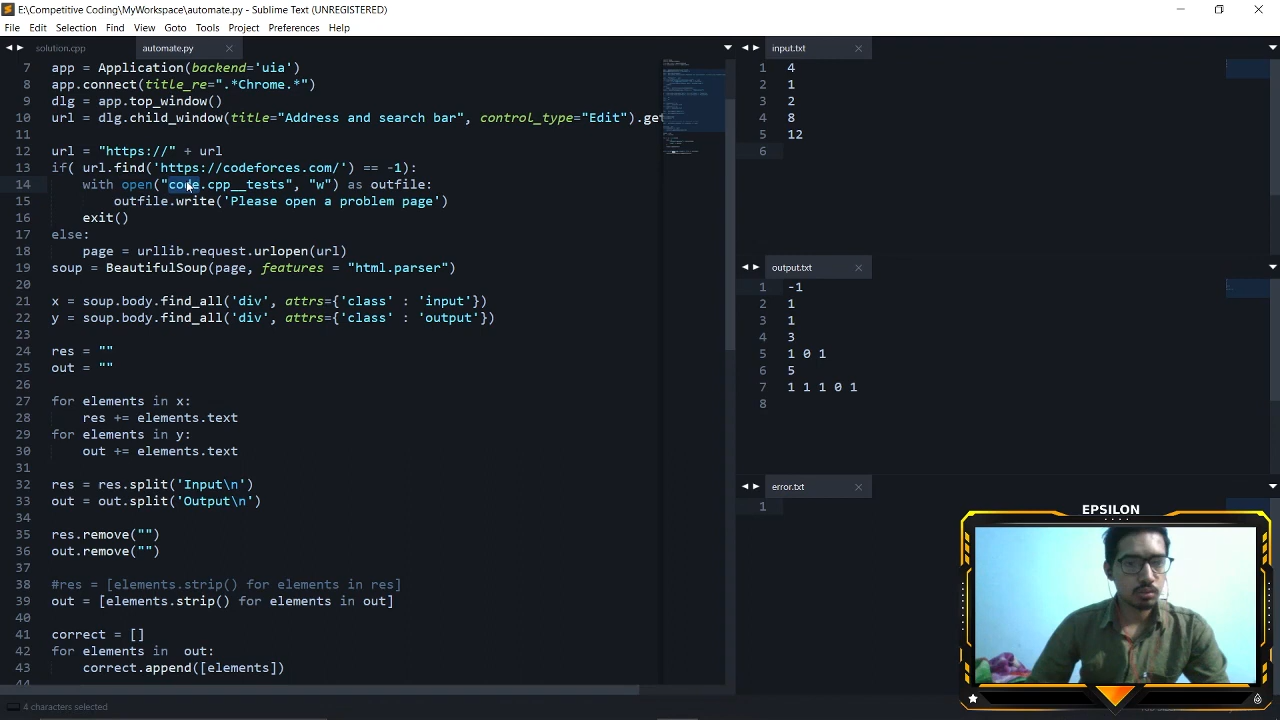 E:\Competitive Coding\MyWorkspace\automate.py - Sublime Text (UNREGISTERED)
File Edit Selection Find View Goto Tools Project Preferences Help
solution.cpp automate.py
7 app = Application(backend='uia')
8 app.connect(title_re=".*Chrome.*")
9 dlg = app.top_window()
10 url = dlg.child_window(title="Address and search bar", control_type="Edit").get
11
12 url = "http://" + url
13 if( url.find('https://codeforces.com/') == -1):
14 with open("code.cpp__tests", "w") as outfile:
15 outfile.write('Please open a problem page')
16 exit()
17 else:
18 page = urllib.request.urlopen(url)
19 soup = BeautifulSoup(page, features = "html.parser")
20
21 x = soup.body.find_all('div', attrs={'class' : 'input'})
22 y = soup.body.find_all('div', attrs={'class' : 'output'})
23
24 res = ""
25 out = ""
26
27 for elements in x:
28 res += elements.text
29 for elements in y:
30 out += elements.text
31
32 res = res.split('Input\n')
33 out = out.split('Output\n')
34
35 res.remove("")
36 out.remove("")
37
38 #res = [elements.strip() for elements in res]
39 out = [elements.strip() for elements in out]
40
41 correct = []
42 for elements in out:
43 correct.append([elements])
44
4 characters selected
input.txt
1 4
2 1
3 2
4 8
5 12
6
output.txt
1 -1
2 1
3 1
4 3
5 1 0 1
6 5
7 1 1 1 0 1
8
error.txt
1
EPSILON